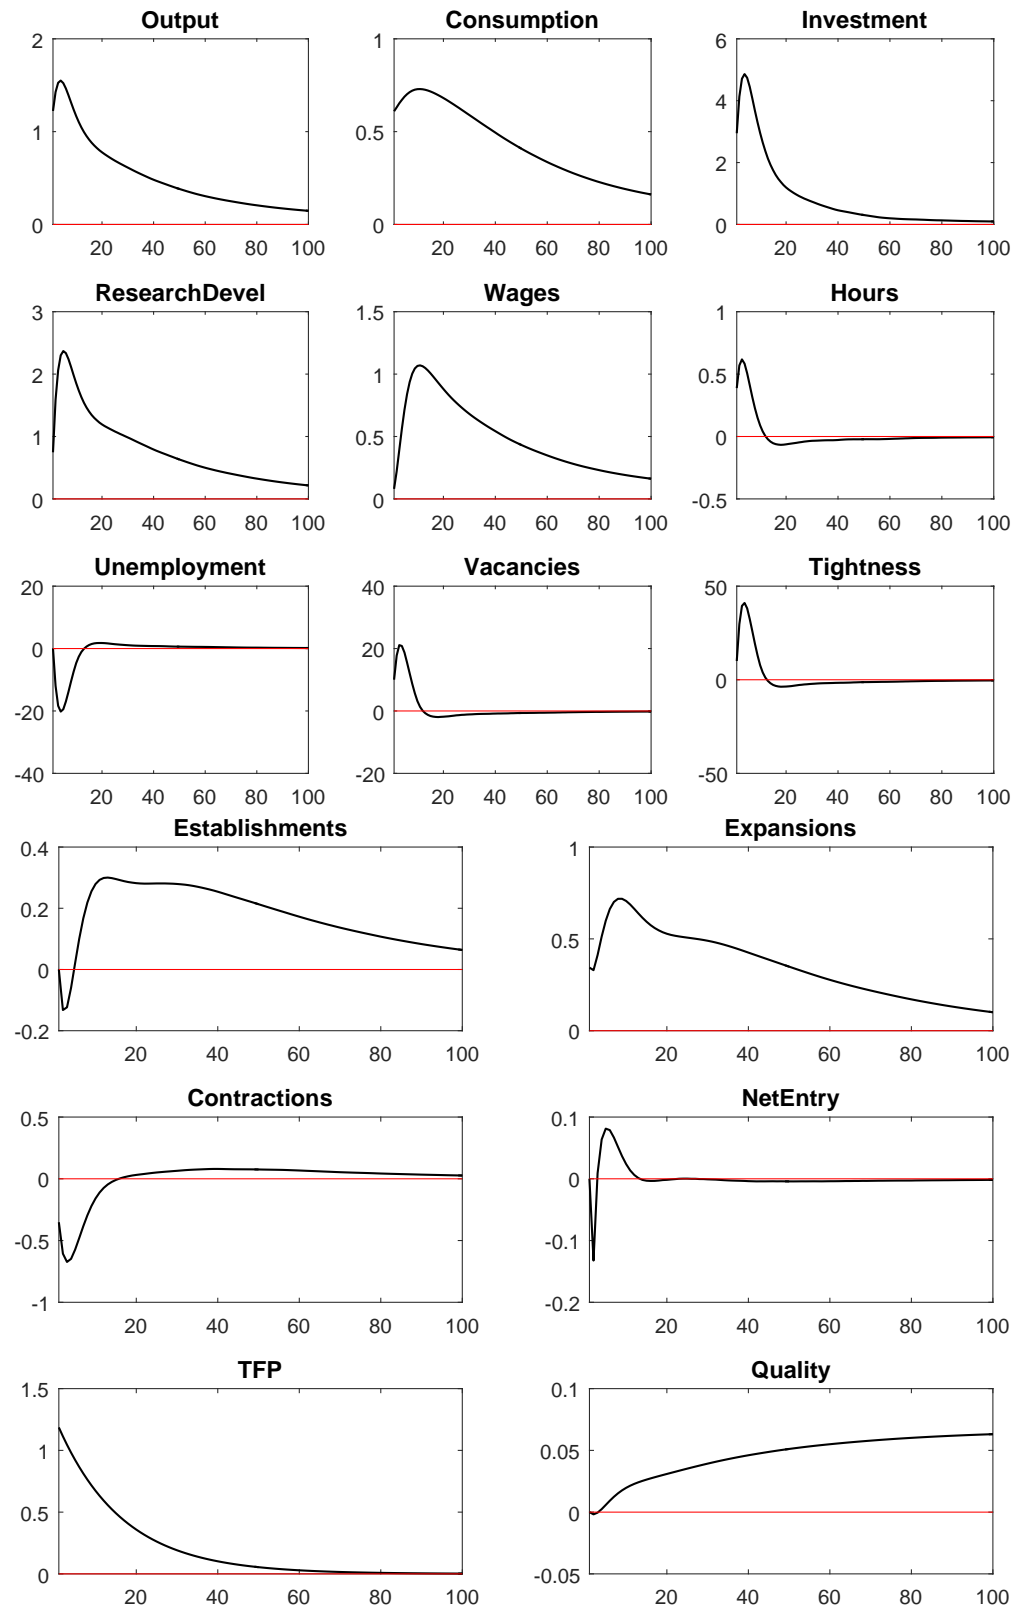 Output Consumption Investment
2 1 6
4
1 0.5
2
0 0 0
20 40 60 80 100 20 40 60 80 100 20 40 60 80 100
ResearchDevel Wages Hours
3 1.5 1
2 1 0.5
1 0.5 0
0 0 -0.5
20 40 60 80 100 20 40 60 80 100 20 40 60 80 100
Unemployment Vacancies Tightness
20 40 50
0 20
0
-20 0
-40 -20 -50
20 40 60 80 100 20 40 60 80 100 20 40 60 80 100
Establishments Expansions
0.4 1
0.2
0.5
0
-0.2 0
20 40 60 80 100 20 40 60 80 100
Contractions NetEntry
0.5 0.1
0 0
-0.5 -0.1
-1 -0.2
20 40 60 80 100 20 40 60 80 100
TFP Quality
1.5 0.1
1 0.05
0.5 0
0 -0.05
20 40 60 80 100 20 40 60 80 100